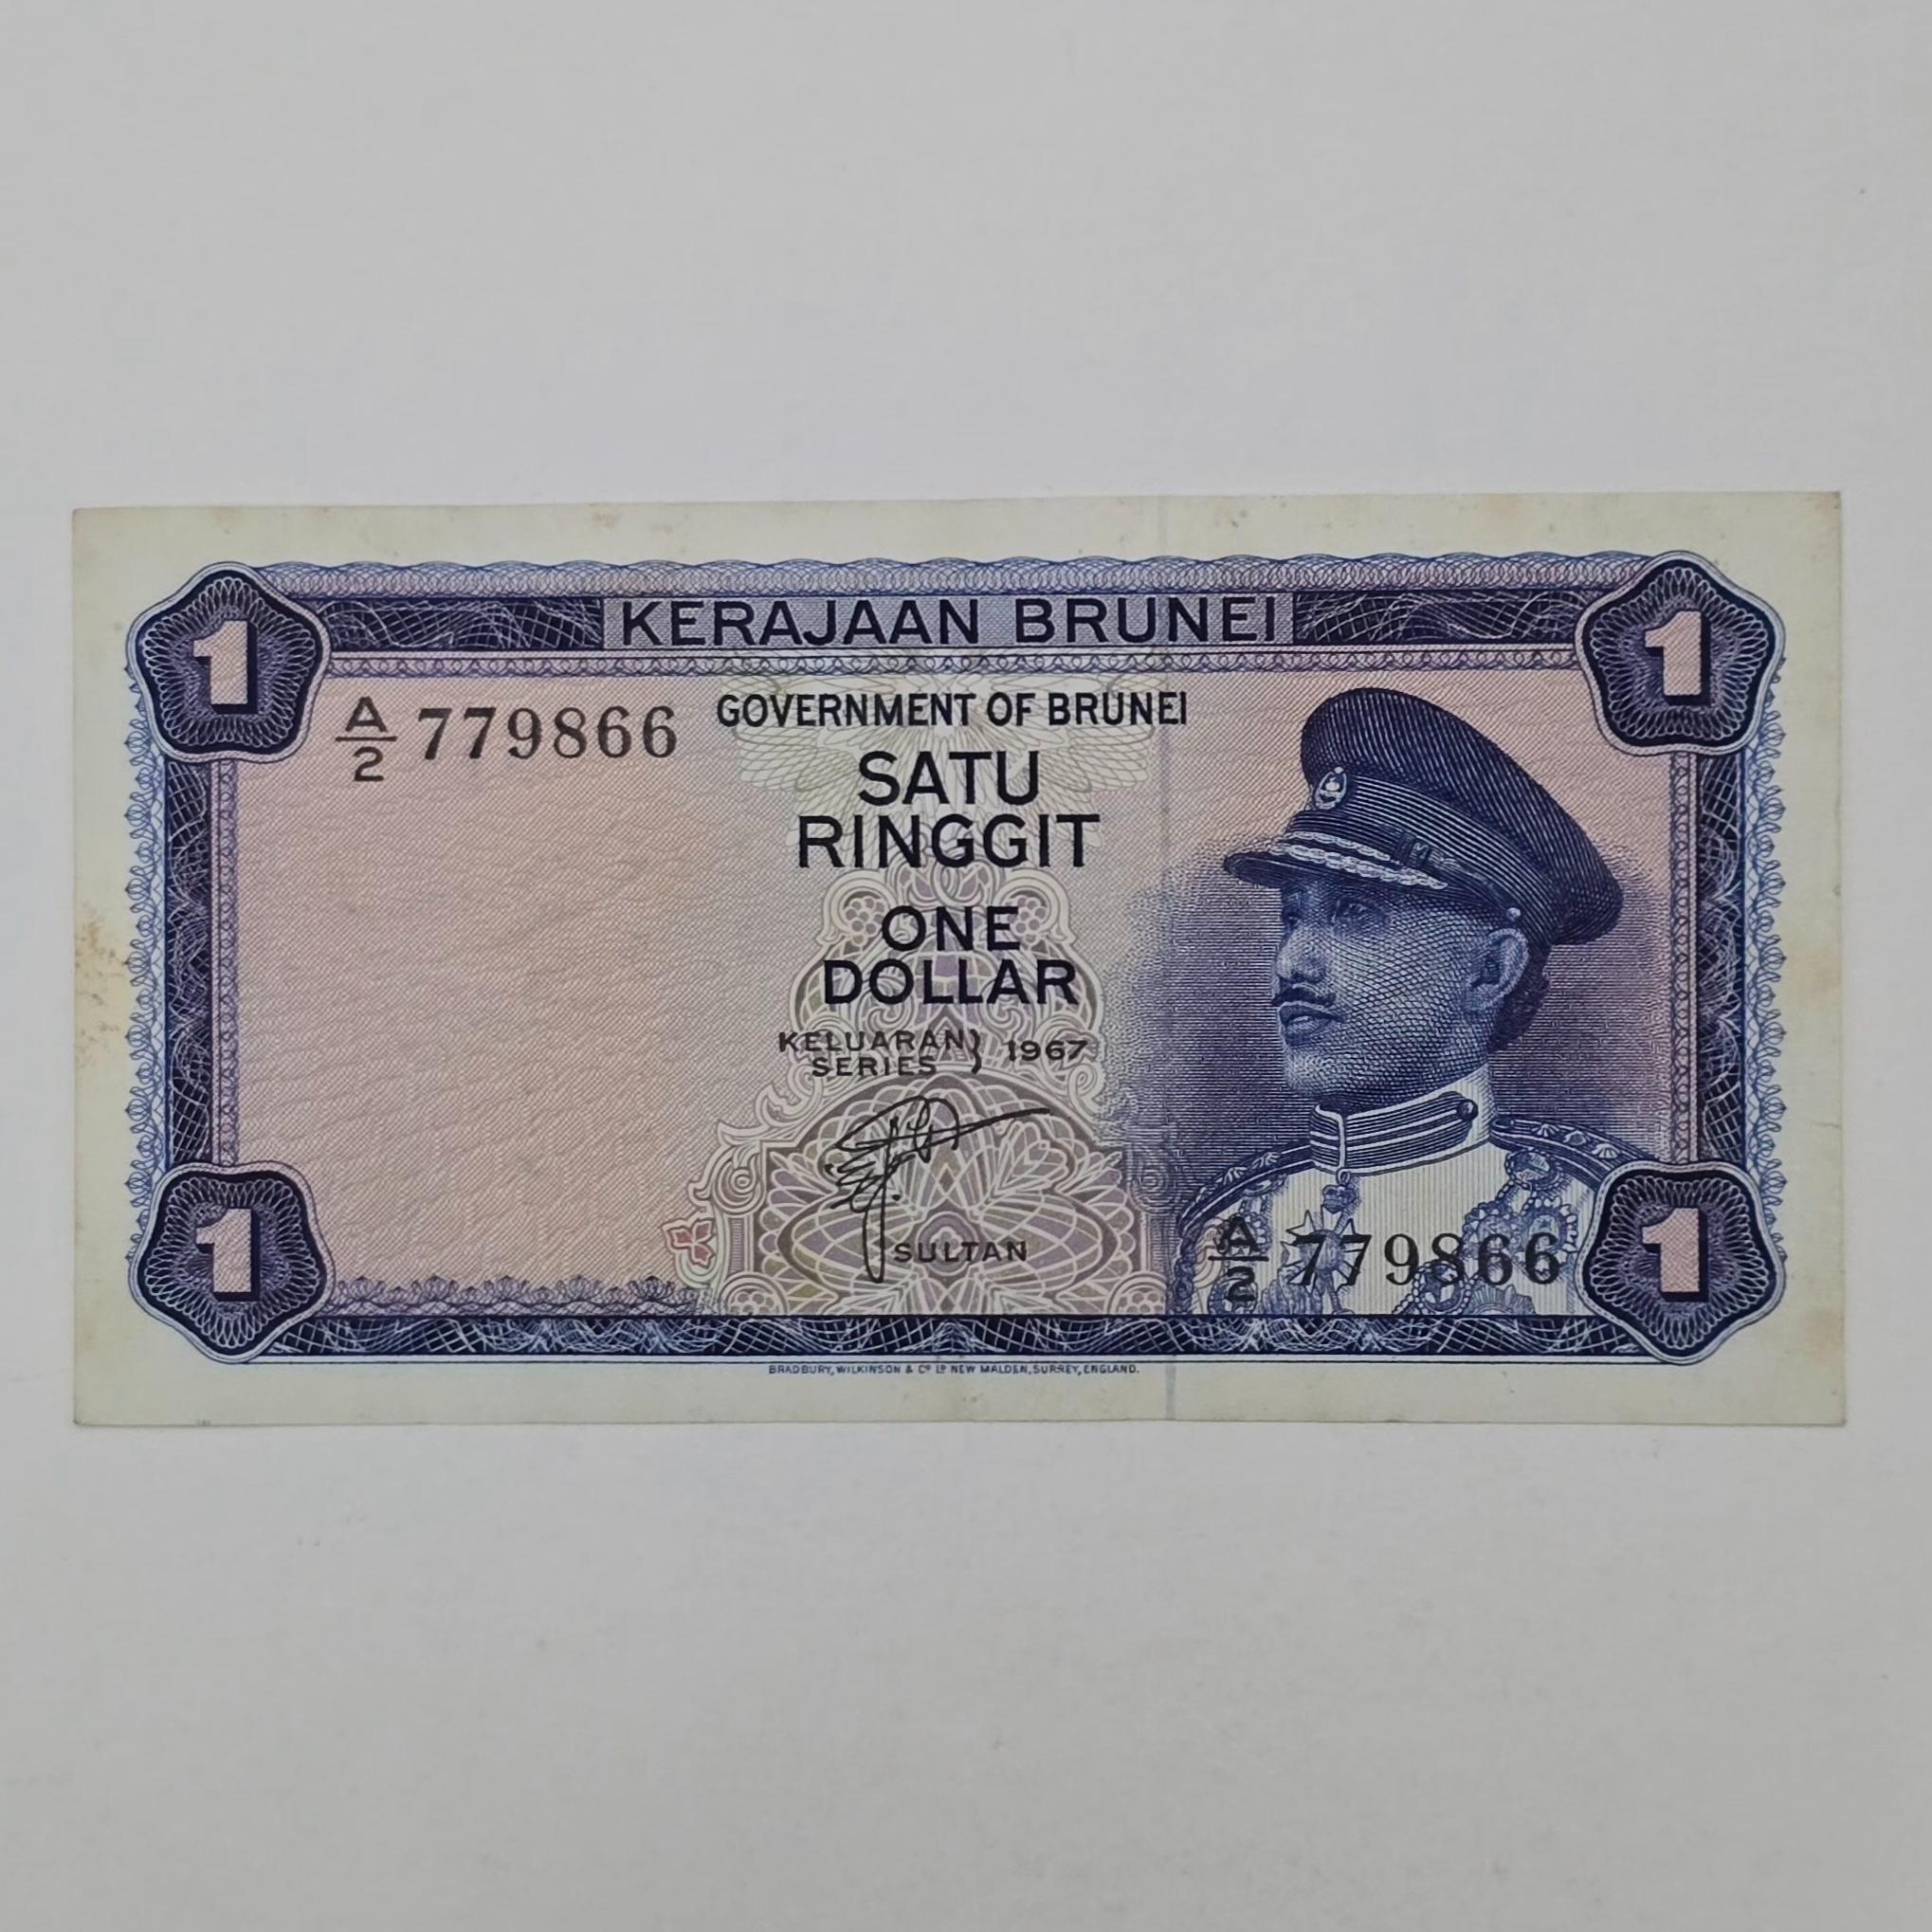 1
KERAJAAN BRUNEI
1
A/2 779866
GOVERNMENT OF BRUNEI
SATU
RINGGIT
ONE
DOLLAR
KELUARAN
SERIES } 1967
SULTAN
A/2 779866
1
1
BRADBURY, WILKINSON & Cº Lº NEW MALDEN, SURREY, ENGLAND.